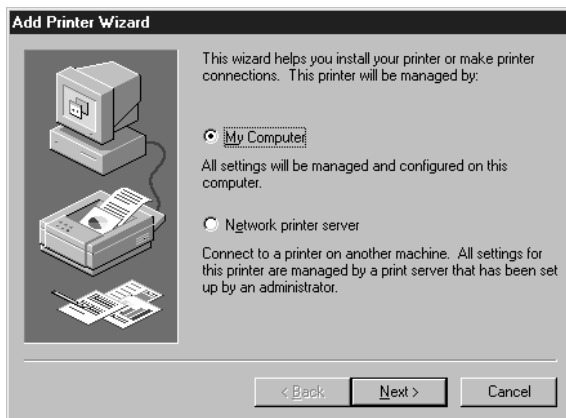 Add Printer Wizard
This wizard helps you install your printer or make printer
connections. This printer will be managed by:
My Computer
All settings will be managed and configured on this
computer.
Network printer server
Connect to a printer on another machine. All settings for
this printer are managed by a print server that has been set
up by an administrator.
< Back
Next >
Cancel